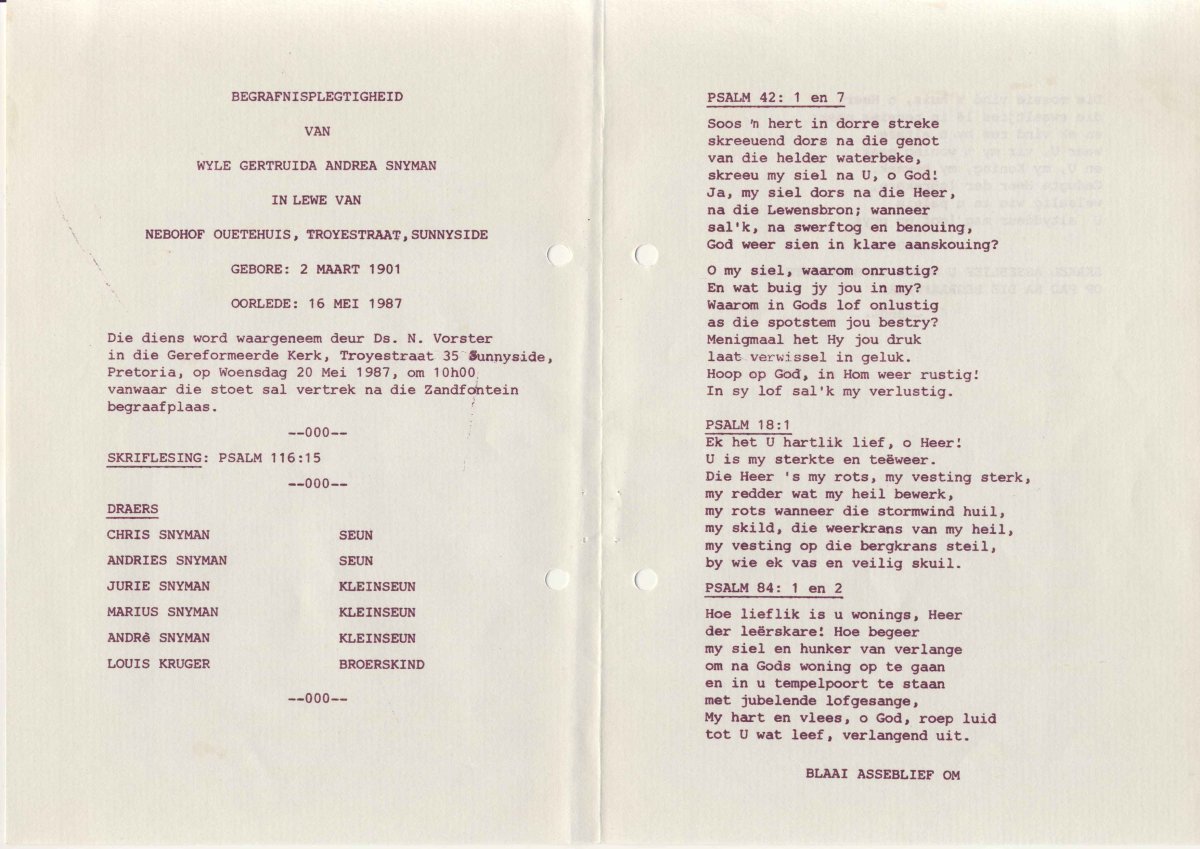 BEGRAFNISPLEGTIGHEID
VAN
WYLE GERTRUIDA ANDREA SNYMAN
IN LEWE VAN
NEBOHOF OUETEHUIS, TROYESTRAAT, SUNNYSIDE
GEBORE: 2 MAART 1901
OORLEDE: 16 MEI 1987
Die diens word waargeneem deur Ds. N. Vorster
in die Gereformeerde Kerk, Troyestraat 35 Sunnyside,
Pretoria, op Woensdag 20 Mei 1987, om 10h00
vanwaar die stoet sal vertrek na die Zandfontein
begraafplaas.
--000--
SKRIFLESING: PSALM 116:15
--000--
DRAERS
CHRIS SNYMAN SEUN
ANDRIES SNYMAN SEUN
JURIE SNYMAN KLEINSEUN
MARIUS SNYMAN KLEINSEUN
ANDRè SNYMAN KLEINSEUN
LOUIS KRUGER BROERSKIND
--000--
PSALM 42: 1 en 7
Soos 'n hert in dorre streke
skreeuend dors na die genot
van die helder waterbeke,
skreeu my siel na U, o God!
Ja, my siel dors na die Heer,
na die Lewensbron; wanneer
sal'k, na swerftog en benouing,
God weer sien in klare aanskouing?
O my siel, waarom onrustig?
En wat buig jy jou in my?
Waarom in Gods lof onlustig
as die spotstem jou bestry?
Menigmaal het Hy jou druk
laat verwissel in geluk.
Hoop op God, in Hom weer rustig!
In sy lof sal'k my verlustig.
PSALM 18:1
Ek het U hartlik lief, o Heer!
U is my sterkte en teëweer.
Die Heer 's my rots, my vesting sterk,
my redder wat my heil bewerk,
my rots wanneer die stormwind huil,
my skild, die weerkrans van my heil,
my vesting op die bergkrans steil,
by wie ek vas en veilig skuil.
PSALM 84: 1 en 2
Hoe lieflik is u wonings, Heer
der leërskare! Hoe begeer
my siel en hunker van verlange
om na Gods woning op te gaan
en in u tempelpoort te staan
met jubelende lofgesange,
My hart en vlees, o God, roep luid
tot U wat leef, verlangend uit.
BLAAI ASSEBLIEF OM